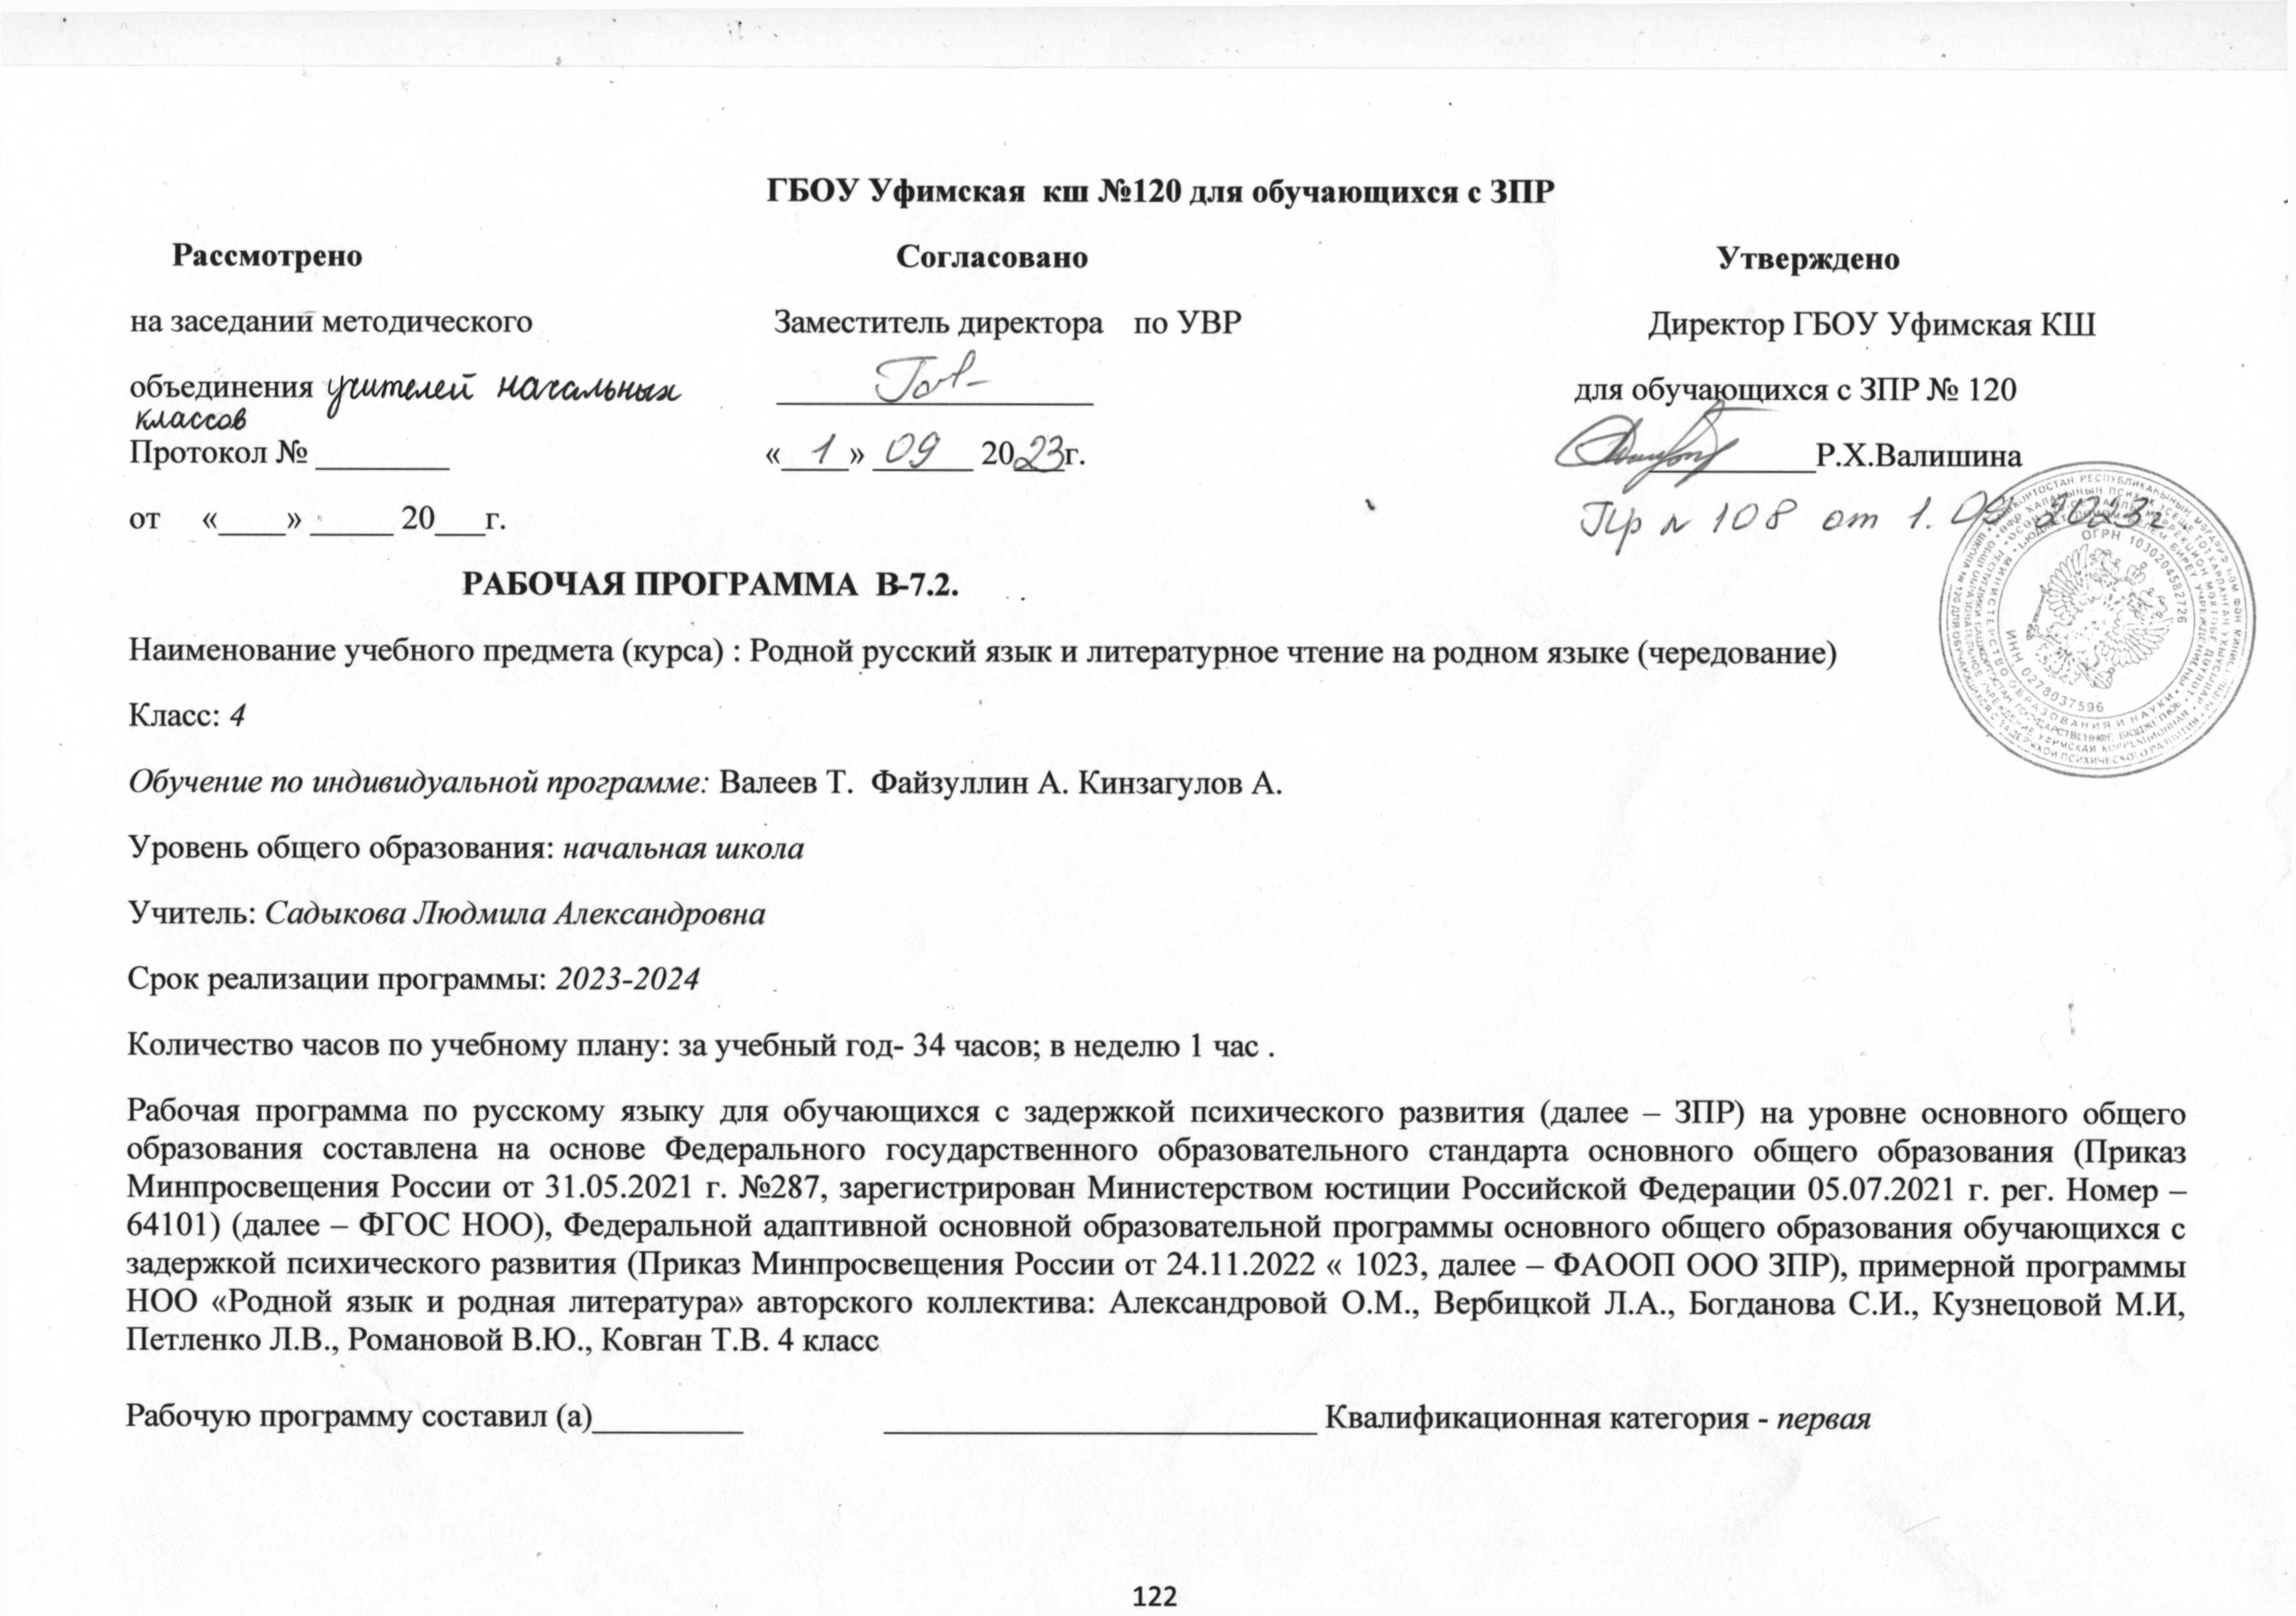 ГБОУ Уфимская кш №120 для обучающихся с ЗПР
Рассмотрено Согласовано Утверждено
на заседании методического Заместитель директора по УВР Директор ГБОУ Уфимская КШ
объединения учителей начальных для обучающихся с ЗПР № 120
классов
Протокол № ________ «____1» __09__ 2023г. __________Р.Х.Валишина
от «____» _____ 20___г. Пр № 108 от 1. 09 2023г
РАБОЧАЯ ПРОГРАММА В-7.2.
Наименование учебного предмета (курса) : Родной русский язык и литературное чтение на родном языке (чередование)
Класс: 4
Обучение по индивидуальной программе: Валеев Т. Файзуллин А. Кинзагулов А.
Уровень общего образования: начальная школа
Учитель: Садыкова Людмила Александровна
Срок реализации программы: 2023-2024
Количество часов по учебному плану: за учебный год- 34 часов; в неделю 1 час .
Рабочая программа по русскому языку для обучающихся с задержкой психического развития (далее – ЗПР) на уровне основного общего
образования составлена на основе Федерального государственного образовательного стандарта основного общего образования (Приказ
Минпросвещения России от 31.05.2021 г. №287, зарегистрирован Министерством юстиции Российской Федерации 05.07.2021 г. рег. Номер –
64101) (далее – ФГОС НОО), Федеральной адаптивной основной образовательной программы основного общего образования обучающихся с
задержкой психического развития (Приказ Минпросвещения России от 24.11.2022 « 1023, далее – ФАООП ООО ЗПР), примерной программы
НОО «Родной язык и родная литература» авторского коллектива: Александровой О.М., Вербицкой Л.А., Богданова С.И., Кузнецовой М.И,
Петленко Л.В., Романовой В.Ю., Ковган Т.В. 4 класс
Рабочую программу составил (а)_________ __________________________ Квалификационная категория - первая
ОГРН 1030204582726
ИНН 0278037596
122